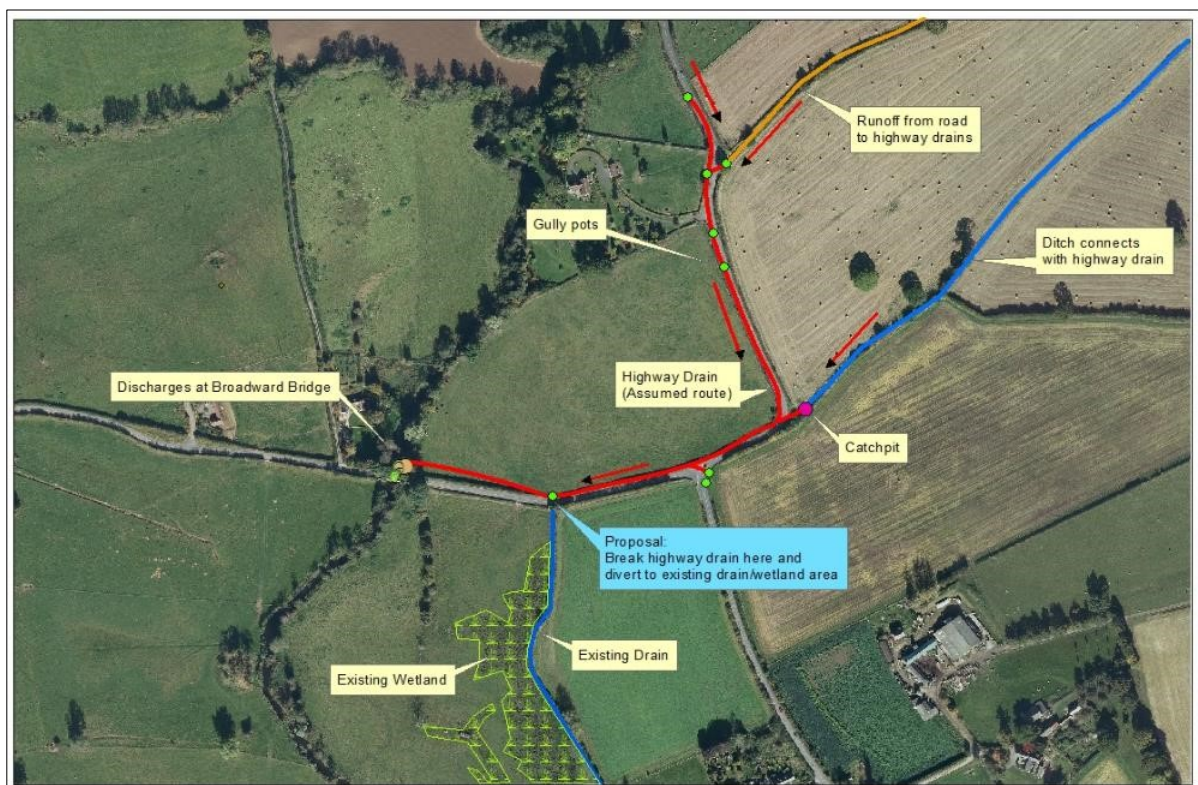 Runoff from road
to highway drains
Gully pots
Ditch connects
with highway drain
Discharges at Broadward Bridge
Highway Drain
(Assumed route)
Catchpit
Proposal:
Break highway drain here and
divert to existing drain/wetland area
Existing Drain
Existing Wetland